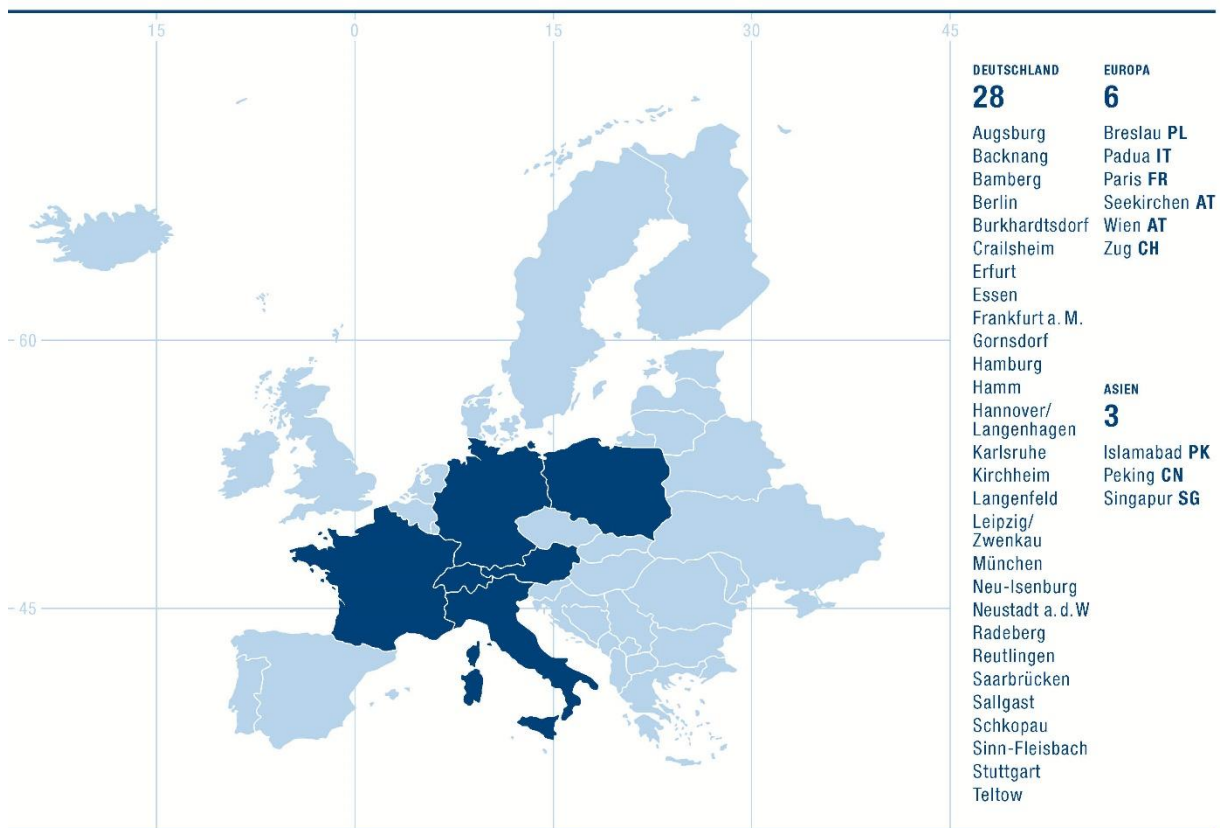 15 0 15 30 45
60
45
DEUTSCHLAND
28
Augsburg
Backnang
Bamberg
Berlin
Burkhardtsdorf
Crailsheim
Erfurt
Essen
Frankfurt a. M.
Gornsdorf
Hamburg
Hamm
Hannover/
Langenhagen
Karlsruhe
Kirchheim
Langenfeld
Leipzig/
Zwenkau
München
Neu-Isenburg
Neustadt a. d. W
Radeberg
Reutlingen
Saarbrücken
Sallgast
Schkopau
Sinn-Fleisbach
Stuttgart
Teltow
EUROPA
6
Breslau PL
Padua IT
Paris FR
Seekirchen AT
Wien AT
Zug CH
ASIEN
3
Islamabad PK
Peking CN
Singapur SG